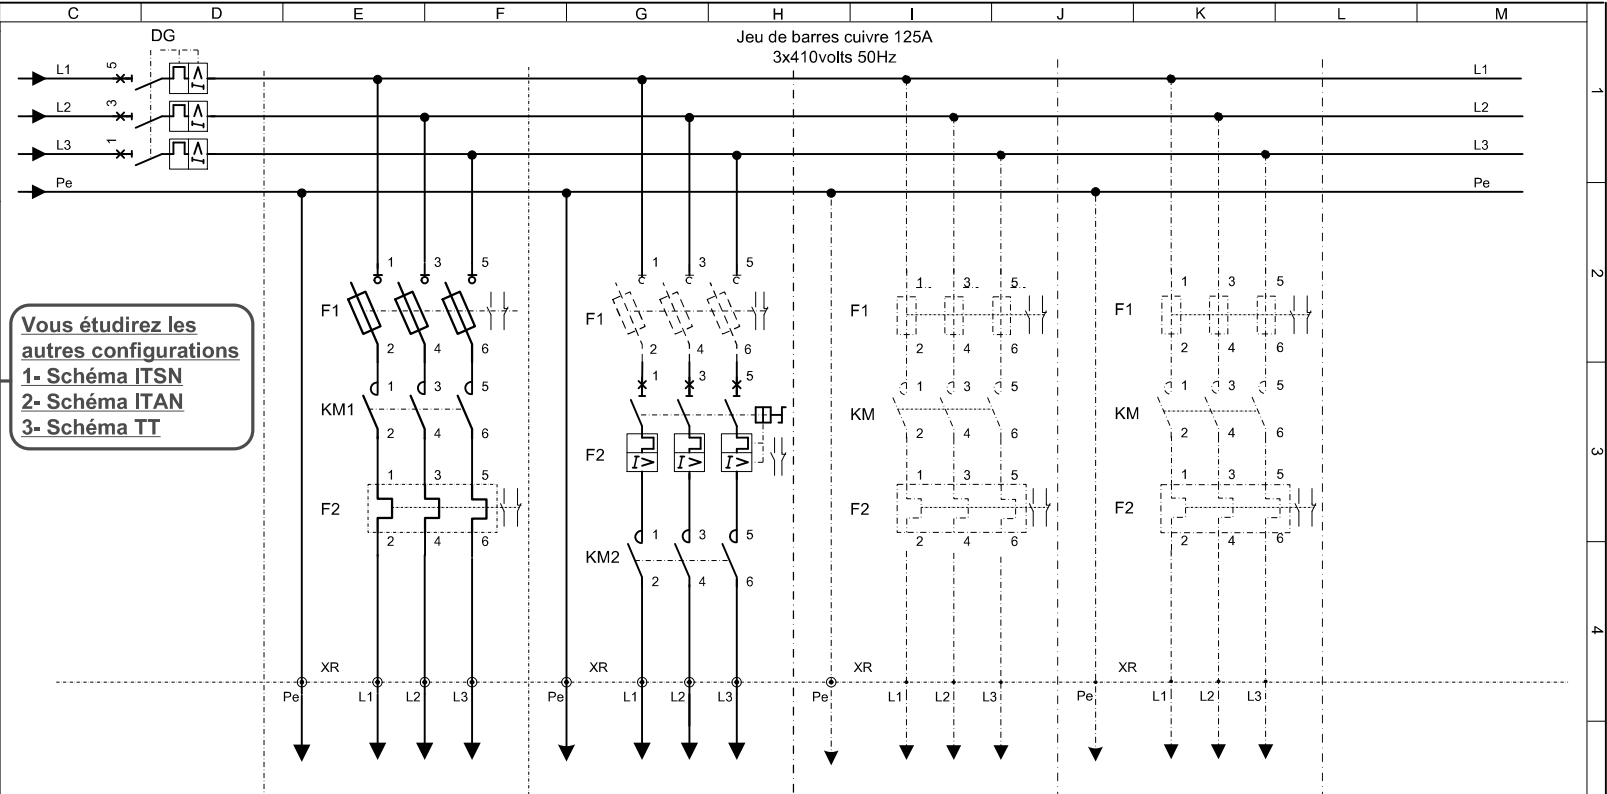 C D E F G H I J K L M
DG
Jeu de barres cuivre 125A
3x410volts 50Hz
L1 5 L1
1
L2 3 L2
L3 1 L3
Pe Pe
2
1 3 5 1 3 5 1 3 5 1 3 5
F1 F1 F1 F1
2 4 6 2 4 6 2 4 6 2 4 6
Vous étudirez les
autres configurations
1- Schéma ITSN
2- Schéma ITAN
3- Schéma TT
1 3 5 1 3 5 1 3 5 1 3 5
KM1 KM KM
2 4 6 2 4 6 2 4 6
3
F2 I> I> I>
1 3 5 1 3 5 1 3 5
F2 F2 F2
2 4 6 2 4 6 2 4 6
1 3 5
KM2
2 4 6
4
XR XR XR XR
Pe L1 L2 L3 Pe L1 L2 L3 Pe L1 L2 L3 Pe L1 L2 L3